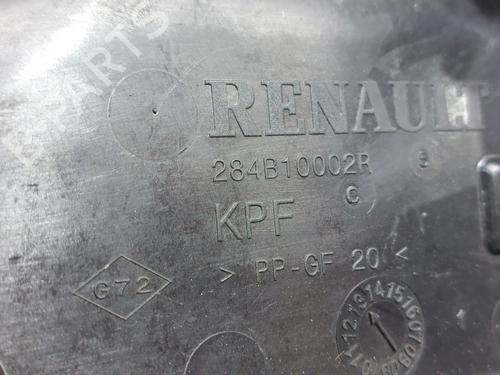 RENAULT
284B10002R
C
KPF
> PP-GF 20 <
G72